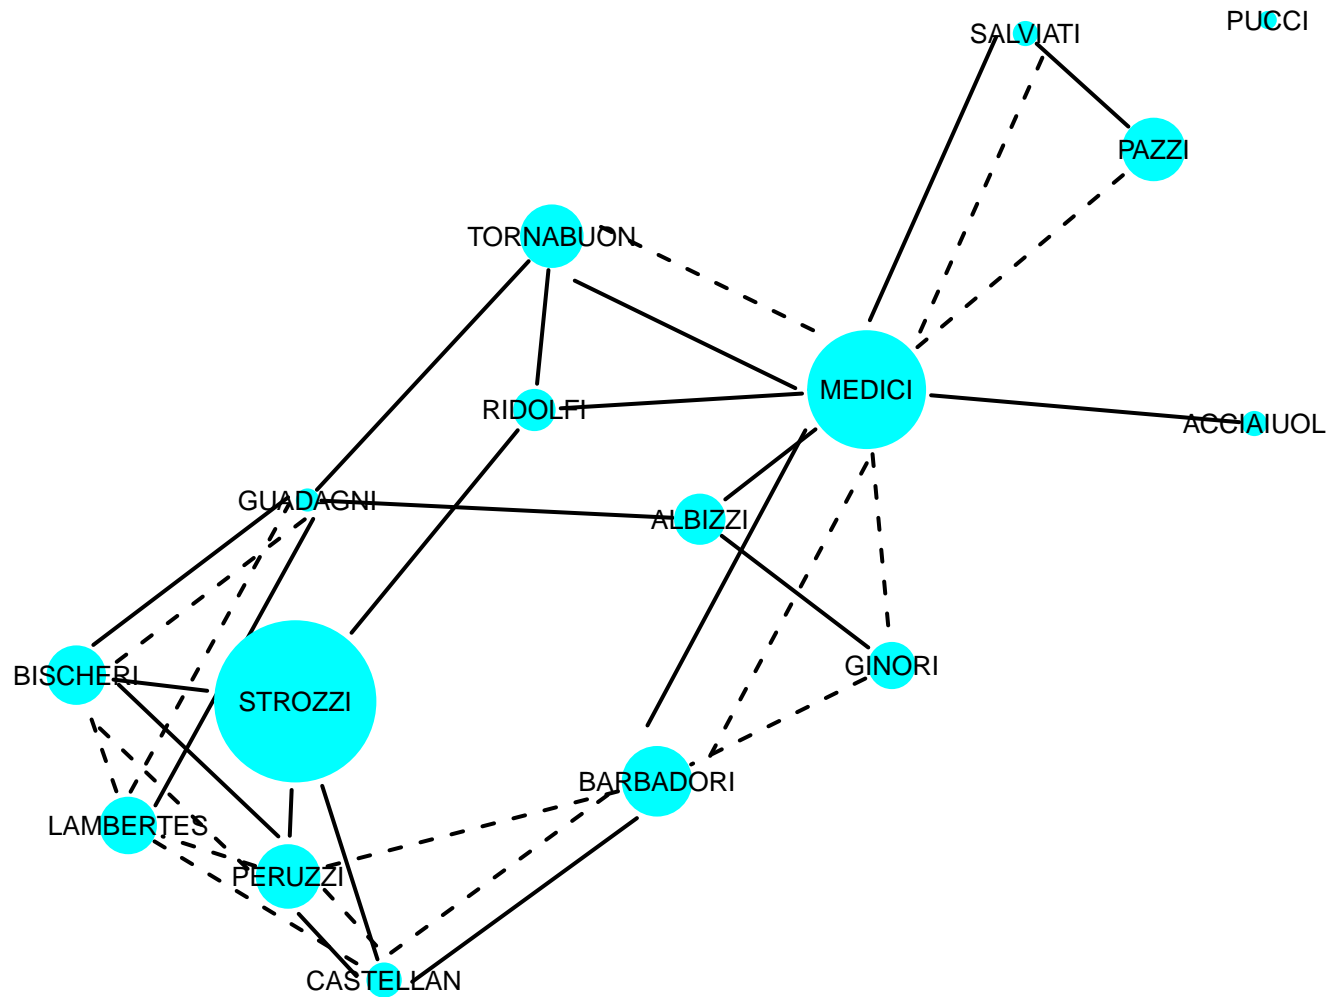 PUCCI
SALVIATI
PAZZI
TORNABUON
MEDICI
RIDOLFI
ACCIAIUOL
GUADAGNI
ALBIZZI
GINORI
BISCHERI
STROZZI
BARBADORI
LAMBERTES
PERUZZI
CASTELLAN